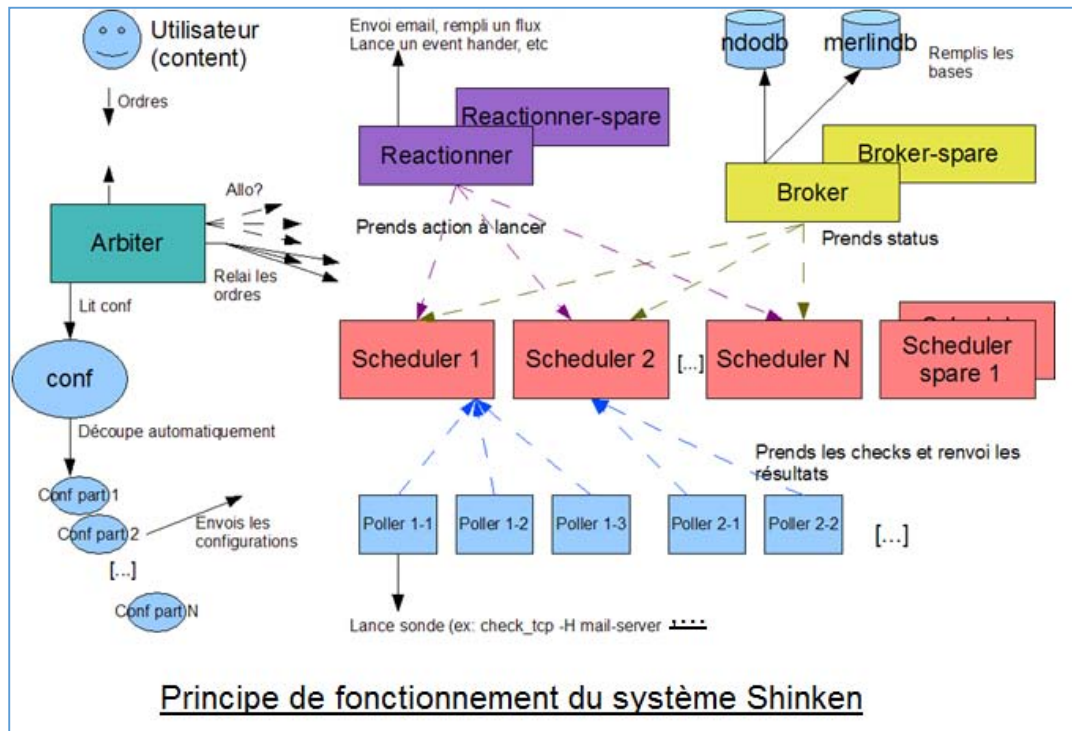 Utilisateur
(content)
Ordres
Envoi email, rempli un flux
Lance un event hander, etc
Reactionner-spare
Reactionner
ndodb
merlindb
Remplis les
bases
Broker-spare
Broker
Allo?
Arbiter
Relai les
ordres
Prends action à lancer
Prends status
Lit conf
conf
Scheduler 1
Scheduler 2
[...]
Scheduler N
Scheduler
spare 1
Découpe automatiquement
Conf part 1
Conf part 2
[...]
Conf part N
Envois les
configurations
Prends les checks et renvoi les
résultats
Poller 1-1
Poller 1-2
Poller 1-3
Poller 2-1
Poller 2-2
[...]
Lance sonde (ex: check_tcp -H mail-server ....
Principe de fonctionnement du système Shinken